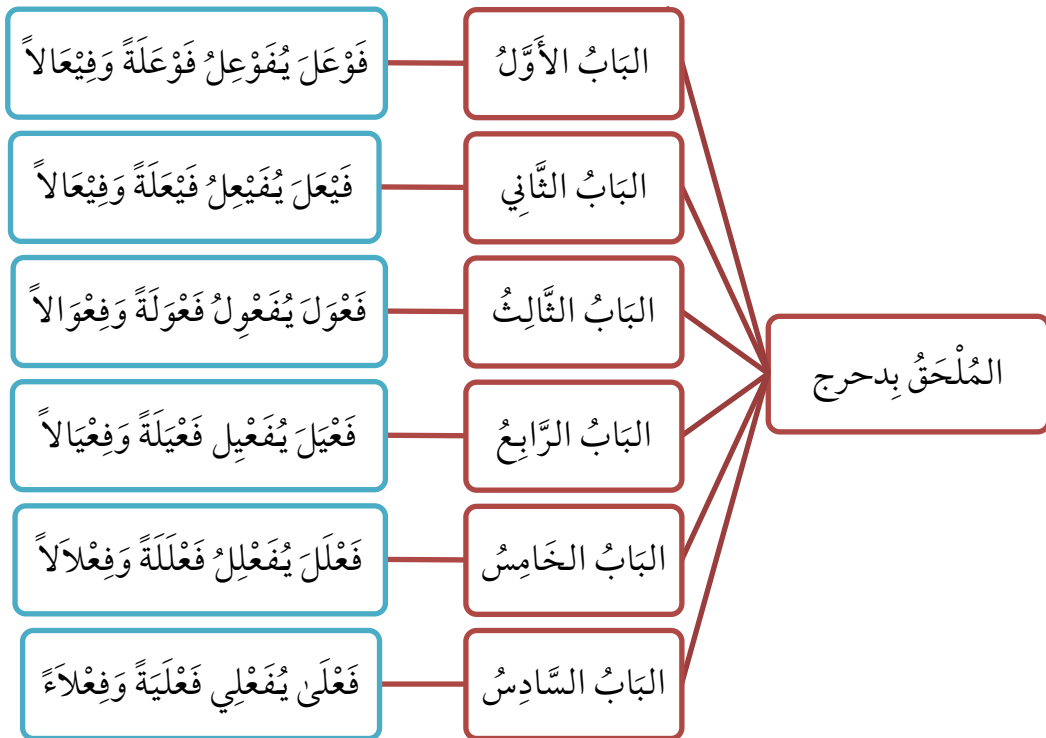 المُلْحَقُ بِدحرج
البَابُ الأَوَّلُ
فَوْعَلَ يُفَوْعِلُ فَوْعَلَةً وَفِيْعَالاً
البَابُ الثَّانِي
فَيْعَلَ يُفَيْعِلُ فَيْعَلَةً وَفِيْعَالاً
البَابُ الثَّالِثُ
فَعْوَلَ يُفَعْوِلُ فَعْوَلَةً وَفِعْوَالاً
البَابُ الرَّابِعُ
فَعْيَلَ يُفَعْيِل فَعْيَلَةً وَفِعْيَالاً
البَابُ الخَامِسُ
فَعْلَلَ يُفَعْلِلُ فَعْلَلَةً وَفِعْلاَلاً
البَابُ السَّادِسُ
فَعْلَىٰ يُفَعْلِي فَعْلَيَةً وَفِعْلاَءً